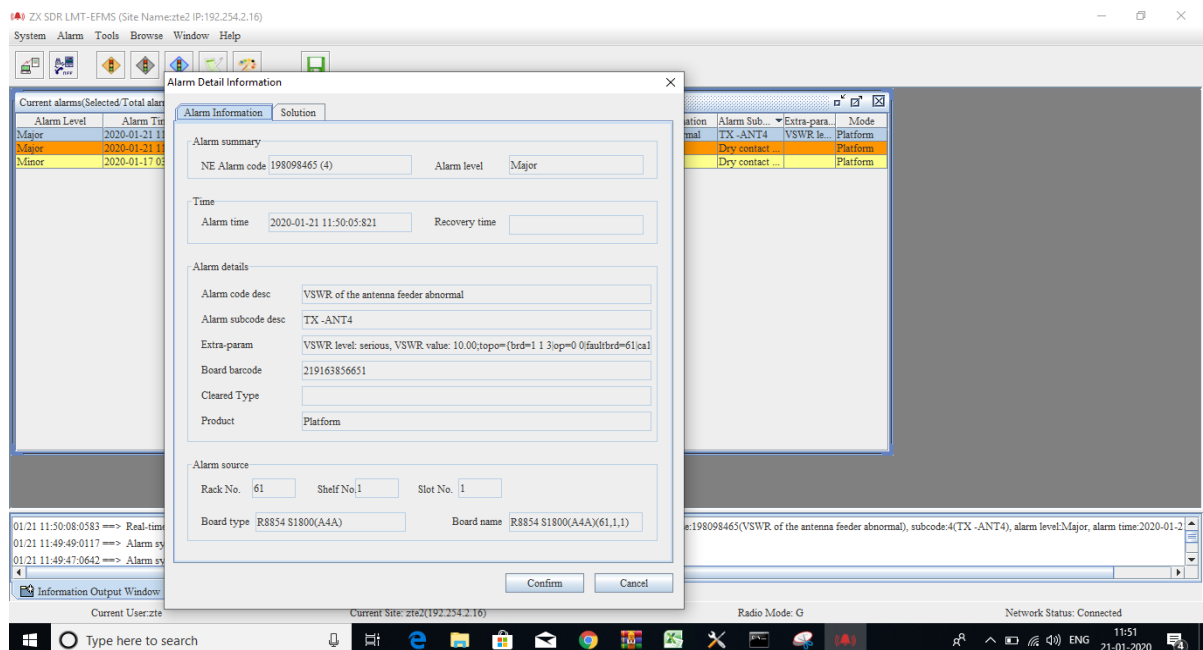 ZX SDR LMT-EFMS (Site Name:zte2 IP:192.254.2.16)
System Alarm Tools Browse Window Help
OFF
Alarm Detail Information
Current alarms(Selected/Total alar
Alarm Level Alarm Tim ation Alarm Sub... Extra-para... Mode
Major 2020-01-21 11 mal TX -ANT4 VSWR le... Platform
Major 2020-01-21 11 Dry contact ... Platform
Minor 2020-01-17 03 Dry contact ... Platform
Alarm Information Solution
Alarm summary
NE Alarm code 198098465 (4) Alarm level Major
Time
Alarm time 2020-01-21 11:50:05:821 Recovery time
Alarm details
Alarm code desc VSWR of the antenna feeder abnormal
Alarm subcode desc TX -ANT4
Extra-param VSWR level: serious, VSWR value: 10.00;topo={brd=1 1 3|op=0 0|faultbrd=61|ca1
Board barcode 219163856651
Cleared Type
Product Platform
Alarm source
Rack No. 61 Shelf No. 1 Slot No. 1
Board type R8854 S1800(A4A) Board name R8854 S1800(A4A)(61,1,1)
Confirm Cancel
01/21 11:50:08:0583 ==> Real-time e:198098465(VSWR of the antenna feeder abnormal), subcode:4(TX -ANT4), alarm level:Major, alarm time:2020-01-2
01/21 11:49:49:0117 ==> Alarm sy
01/21 11:49:47:0642 ==> Alarm sy
Information Output Window
Current User:zte Current Site: zte2(192.254.2.16) Radio Mode: G Network Status: Connected
Type here to search ENG 11:51
21-01-2020 4